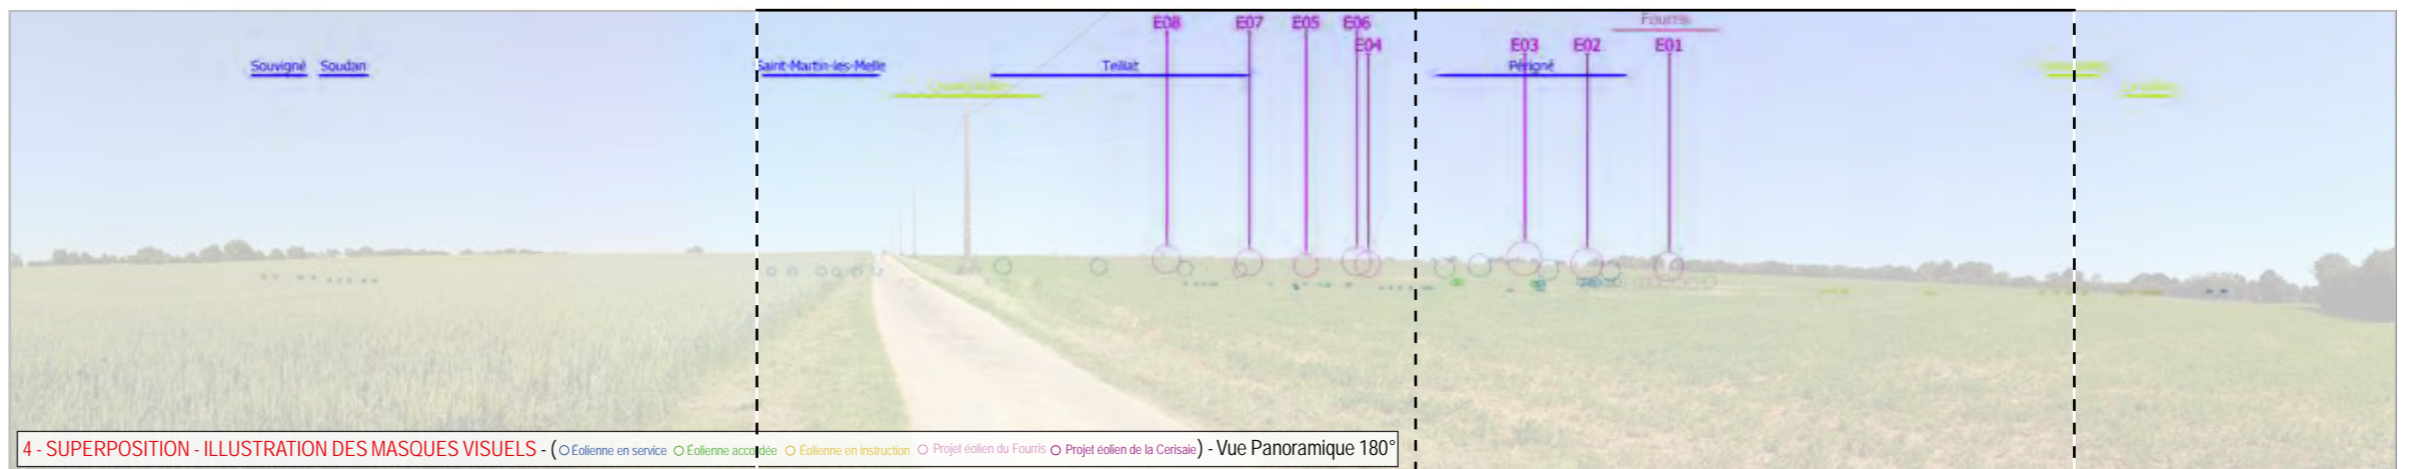 E08 E07 E05 E06 Fourris
E04 E03 E02 E01
Souvigné Soudan Saint-Martin-les-Melle Teillat Périgné
4 - SUPERPOSITION - ILLUSTRATION DES MASQUES VISUELS - ( Éolienne en service Éolienne accordée Éolienne en instruction Projet éolien du Fourris Projet éolien de la Cerisaie) - Vue Panoramique 180°